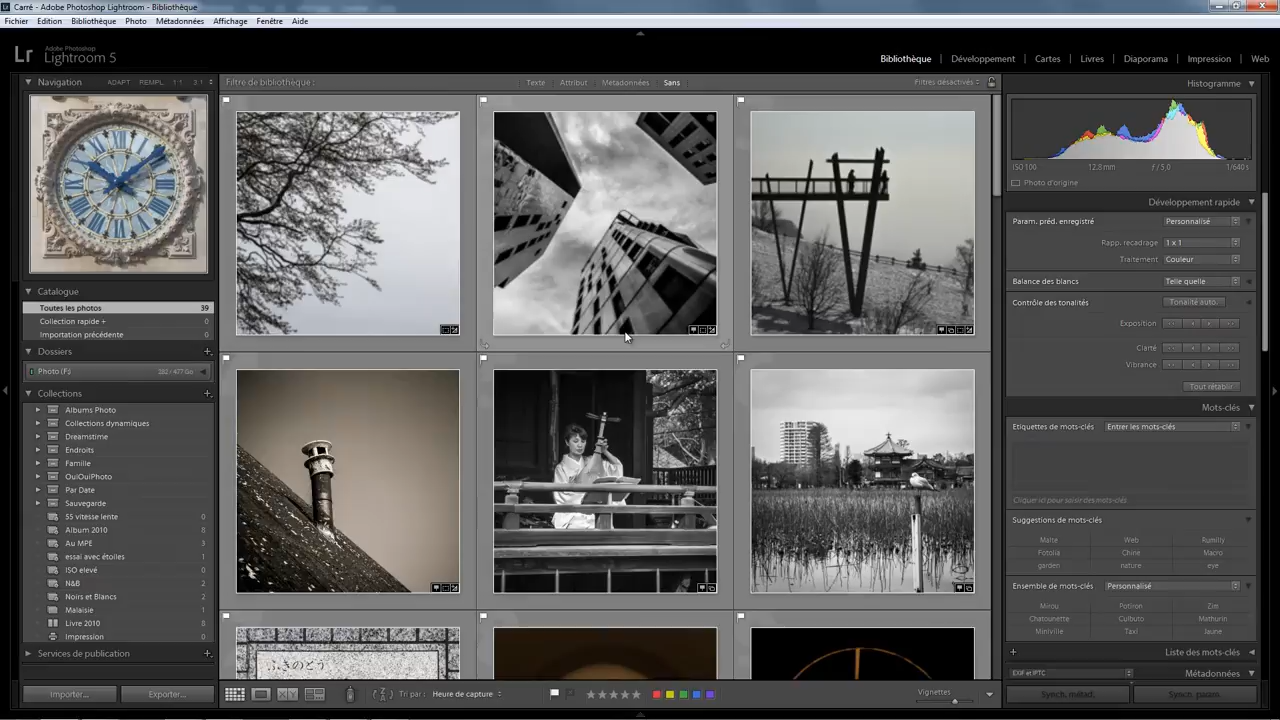 Carré - Adobe Photoshop Lightroom - Bibliothèque
Fichier Edition Bibliothèque Photo Métadonnées Affichage Fenêtre Aide
Lr Adobe Photoshop Lightroom 5
Bibliothèque | Développement | Cartes | Livres | Diaporama | Impression | Web
Navigation ADAPT REMPL. 1:1 3:1
Filtre de bibliothèque : Texte Attribut Métadonnées Sans Filtres désactivés
Histogramme
ISO 100 12.8 mm ƒ / 5,0 1/640 s
Photo d'origine
Développement rapide
Param. préd. enregistré Personnalisé
Rapp. recadrage 1 x 1
Traitement Couleur
Balance des blancs Telle quelle
Contrôle des tonalités Tonalité auto.
Exposition
Clarté
Vibrance
Tout rétablir
Catalogue
Toutes les photos 39
Collection rapide + 0
Importation précédente 0
Dossiers
Photo (F:) 282 / 477 Go
Collections
Albums Photo
Collections dynamiques
Dreamstime
Endroits
Famille
OuiOuiPhoto
Par Date
Sauvegarde
S5 vitesse lente 0
Album 2010 8
Au MPE 3
essai avec étoiles 1
ISO elevé 0
N&B 2
Noirs et Blancs 2
Malaisie 1
Livre 2010 8
Impression 0
Services de publication
Importer... Exporter...
Mots-clés
Etiquettes de mots-clés Entrer les mots-clés
Cliquer ici pour saisir des mots-clés
Suggestions de mots-clés
Malte Web Rumilly
Fotolia Chine Macro
garden nature eye
Ensemble de mots-clés Personnalisé
Mirou Potiron Zim
Chatounette Culbuto Mathurin
Miniville Taxi Jaune
Liste des mots-clés
EXIF et IPTC Métadonnées
Synch. métad. Synch. param.
ふきのとう
Tri par : Heure de capture
Vignettes